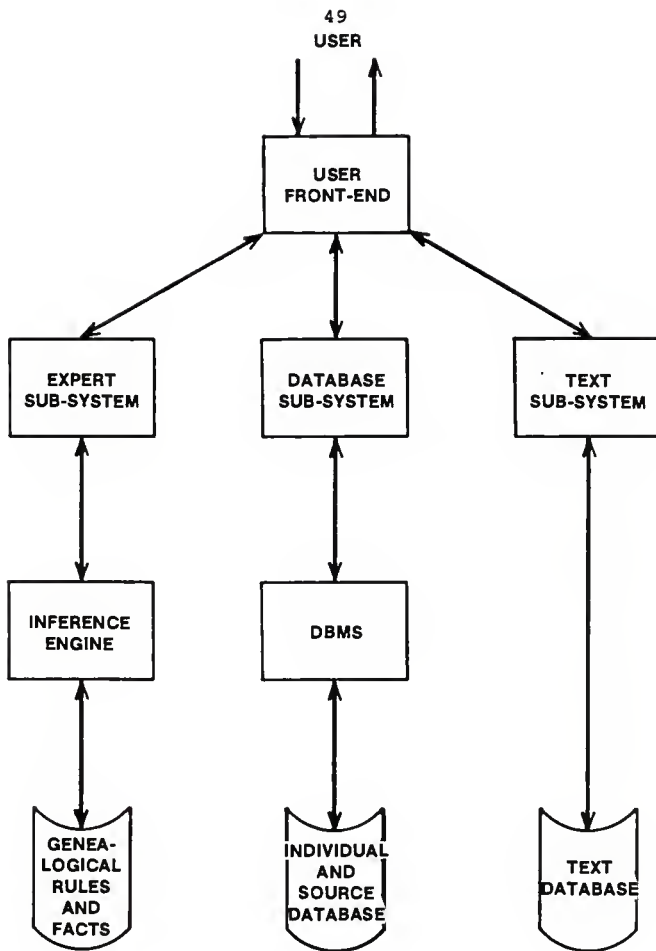 49
USER
USER
FRONT-END
EXPERT
SUB-SYSTEM
DATABASE
SUB-SYSTEM
TEXT
SUB-SYSTEM
INFERENCE
ENGINE
DBMS
GENEA-
LOGICAL
RULES
AND
FACTS
INDIVIDUAL
AND
SOURCE
DATABASE
TEXT
DATABASE